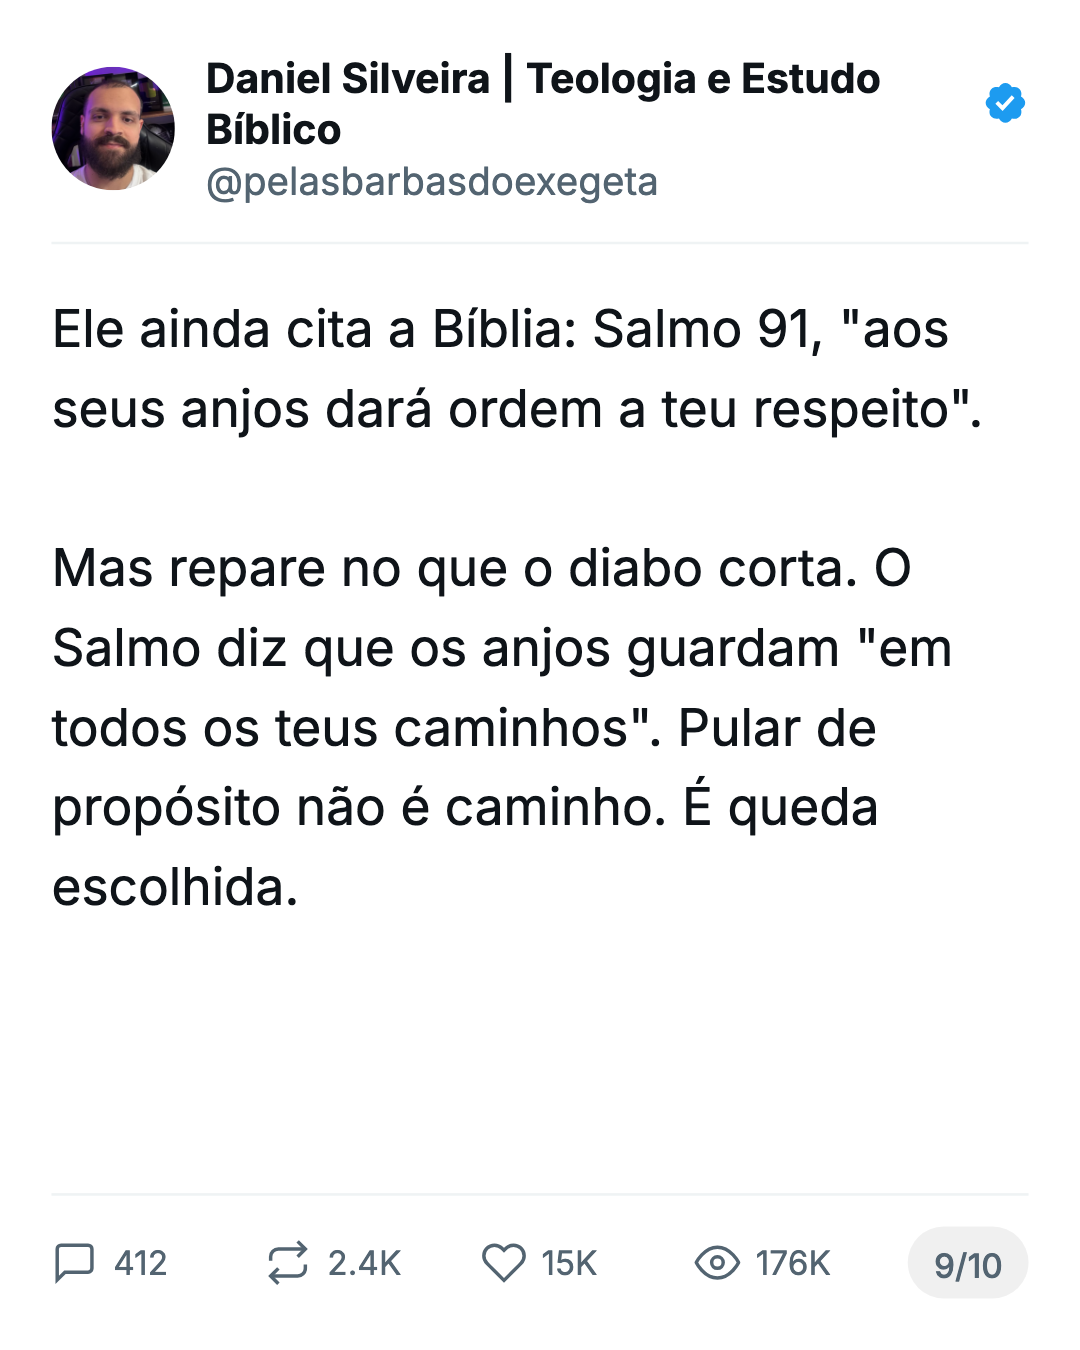 Daniel Silveira | Teologia e Estudo
Bíblico
@pelasbarbasdoexegeta
Ele ainda cita a Bíblia: Salmo 91, "aos
seus anjos dará ordem a teu respeito".
Mas repare no que o diabo corta. O
Salmo diz que os anjos guardam "em
todos os teus caminhos". Pular de
propósito não é caminho. É queda
escolhida.
412 2.4K 15K 176K 9/10